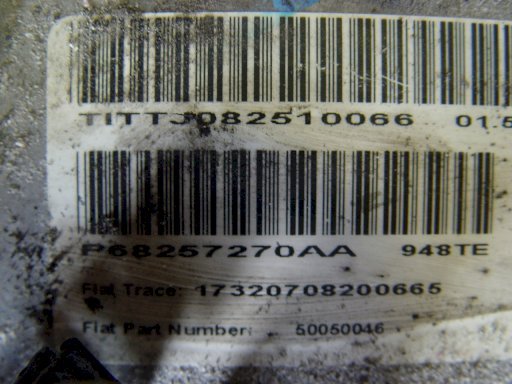 TITTJ082510066 01.5
P68257270AA 948TE
Fiat Trace: 17320708200665
Fiat Part Number: 50050046